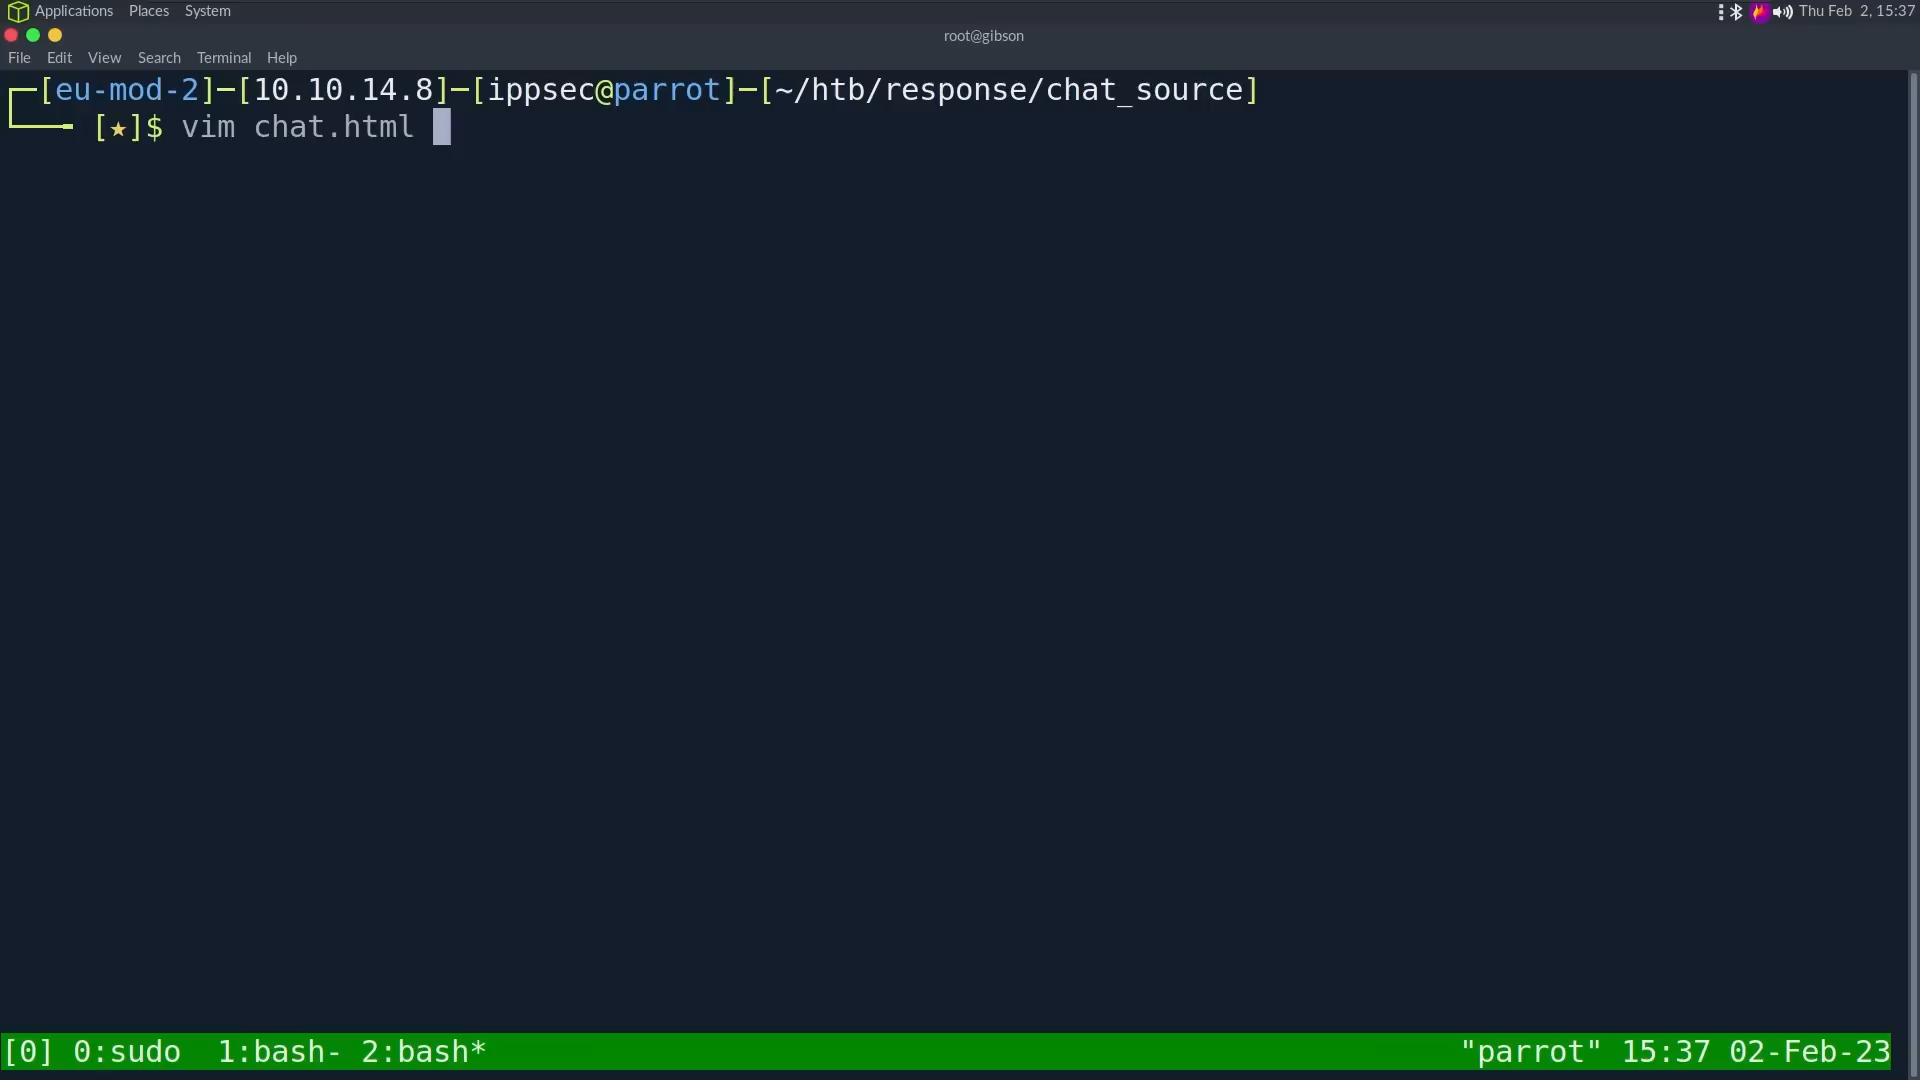 Applications Places System Thu Feb 2, 15:37
root@gibson
File Edit View Search Terminal Help
┌─[eu-mod-2]─[10.10.14.8]─[ippsec@parrot]─[~/htb/response/chat_source]
└──╼ [★]$ vim chat.html
[0] 0:sudo 1:bash- 2:bash* "parrot" 15:37 02-Feb-23